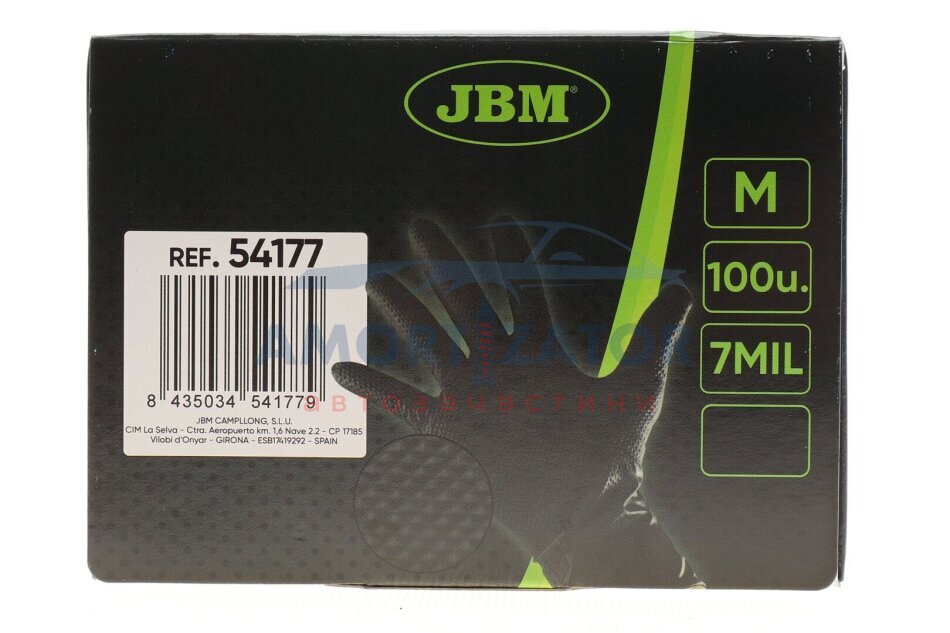 JBM®
M
100u.
7MIL
REF. 54177
8 435034 541779
JBM CAMPLLONG, S.L.U.
CIM La Selva - Ctra. Aeropuerto km. 1,6 Nave 2.2 - CP 17185
Vilobí d'Onyar - GIRONA - ESB17419292 - SPAIN
AMORTIZATOR
автозапчастини